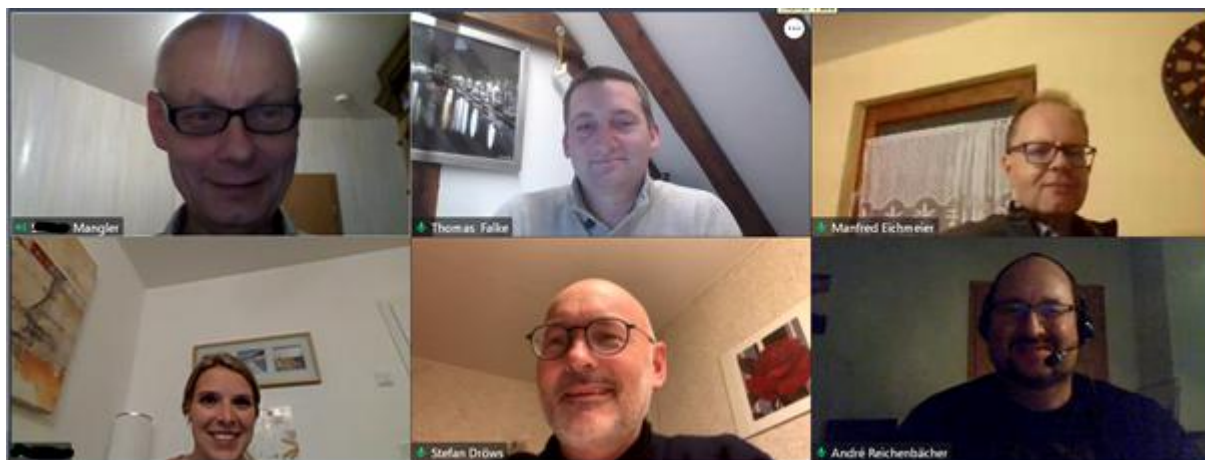 Mangler
Thomas Falke
Manfred Eichmeier
Stefan Dröws
André Reichenbächer